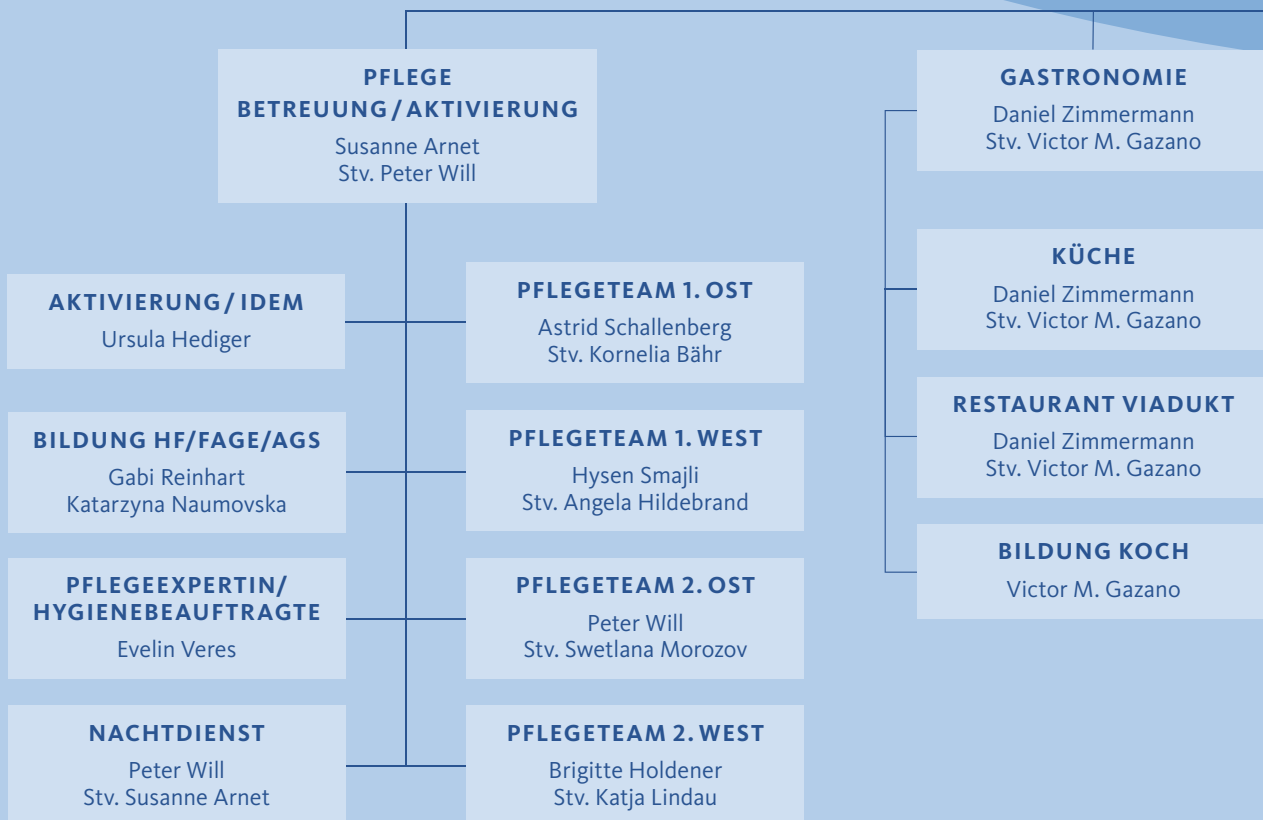 PFLEGE
BETREUUNG / AKTIVIERUNG
Susanne Arnet
Stv. Peter Will
AKTIVIERUNG / IDEM
Ursula Hediger
BILDUNG HF/FAGE/AGS
Gabi Reinhart
Katarzyna Naumovska
PFLEGEEXPERTIN/
HYGIENEBEAUFTRAGTE
Evelin Veres
NACHTDIENST
Peter Will
Stv. Susanne Arnet
PFLEGETEAM 1. OST
Astrid Schallenberg
Stv. Kornelia Bähr
PFLEGETEAM 1. WEST
Hysen Smajli
Stv. Angela Hildebrand
PFLEGETEAM 2. OST
Peter Will
Stv. Swetlana Morozov
PFLEGETEAM 2. WEST
Brigitte Holdener
Stv. Katja Lindau
GASTRONOMIE
Daniel Zimmermann
Stv. Victor M. Gazano
KÜCHE
Daniel Zimmermann
Stv. Victor M. Gazano
RESTAURANT VIADUKT
Daniel Zimmermann
Stv. Victor M. Gazano
BILDUNG KOCH
Victor M. Gazano